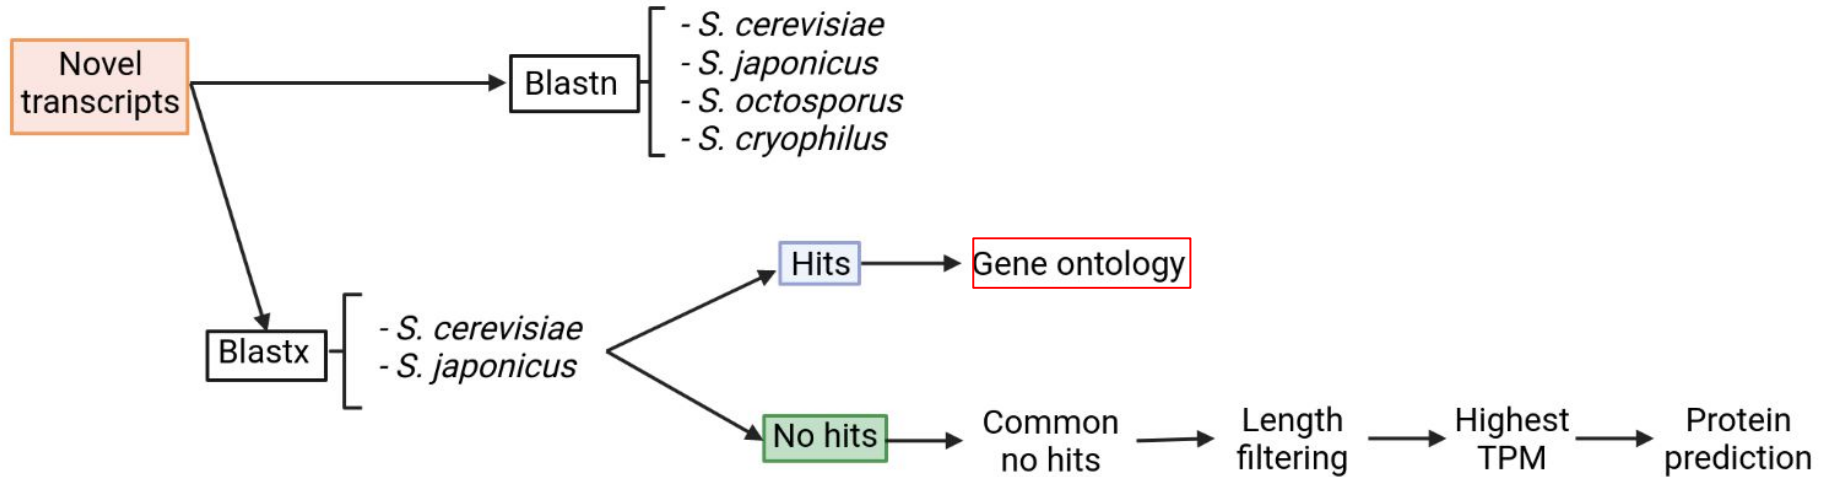 Novel
transcripts
Blastn
- S. cerevisiae
- S. japonicus
- S. octosporus
- S. cryophilus
Blastx
- S. cerevisiae
- S. japonicus
Hits
Gene ontology
No hits
Common
no hits
Length
filtering
Highest
TPM
Protein
prediction